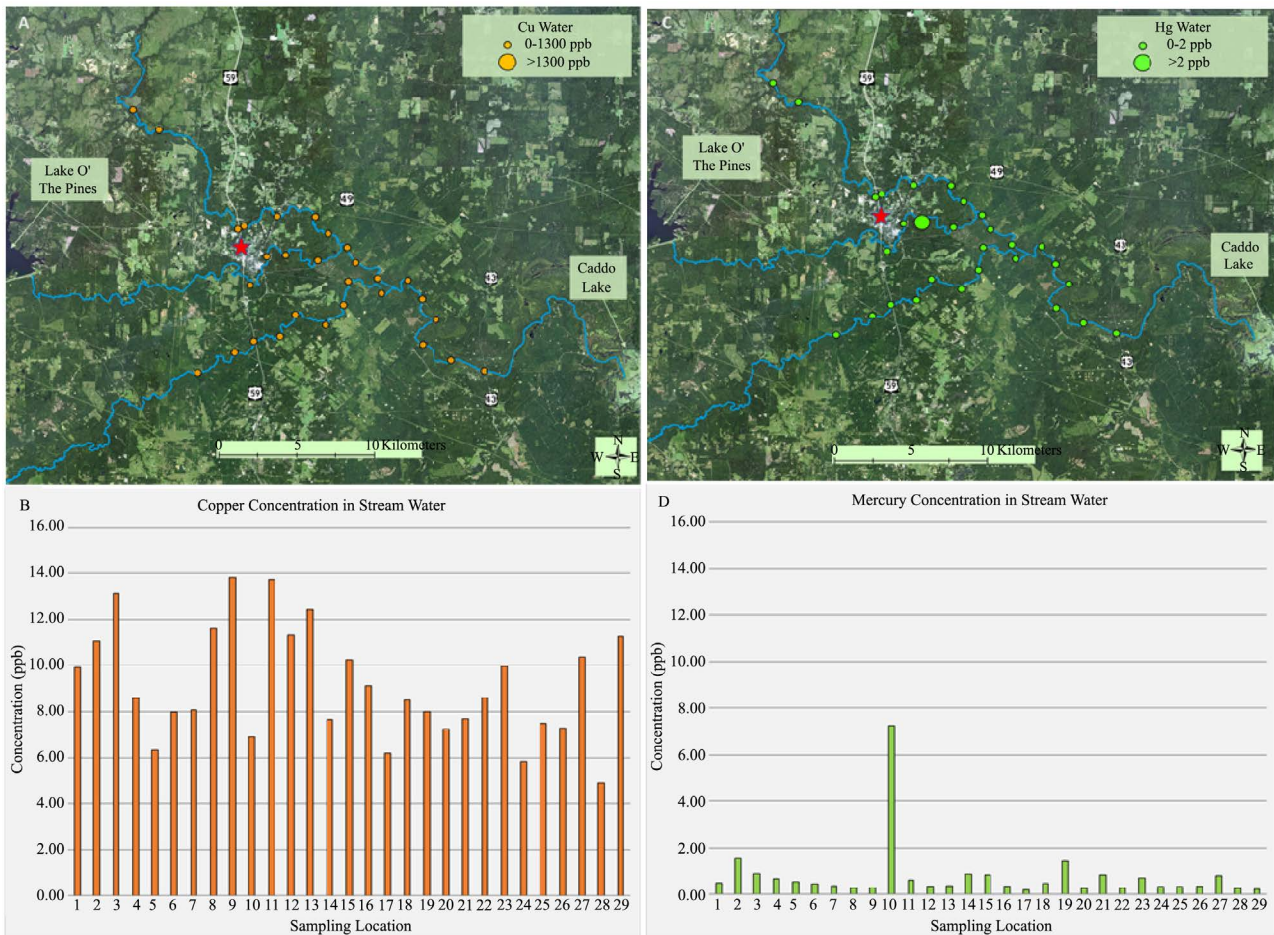 A
Cu Water
0-1300 ppb
>1300 ppb
59
Lake O'
The Pines
49
43
Caddo
Lake
59
43
0 5 10 Kilometers
N
W E
S
C
Hg Water
0-2 ppb
>2 ppb
59
Lake O'
The Pines
49
43
Caddo
Lake
43
59
0 5 10 Kilometers
N
W E
S
B
Copper Concentration in Stream Water
16.00
14.00
12.00
10.00
8.00
6.00
4.00
2.00
0.00
Concentration (ppb)
1 2 3 4 5 6 7 8 9 10 11 12 13 14 15 16 17 18 19 20 21 22 23 24 25 26 27 28 29
Sampling Location
D
Mercury Concentration in Stream Water
16.00
14.00
12.00
10.00
8.00
6.00
4.00
2.00
0.00
Concentration (ppb)
1 2 3 4 5 6 7 8 9 10 11 12 13 14 15 16 17 18 19 20 21 22 23 24 25 26 27 28 29
Sampling Location